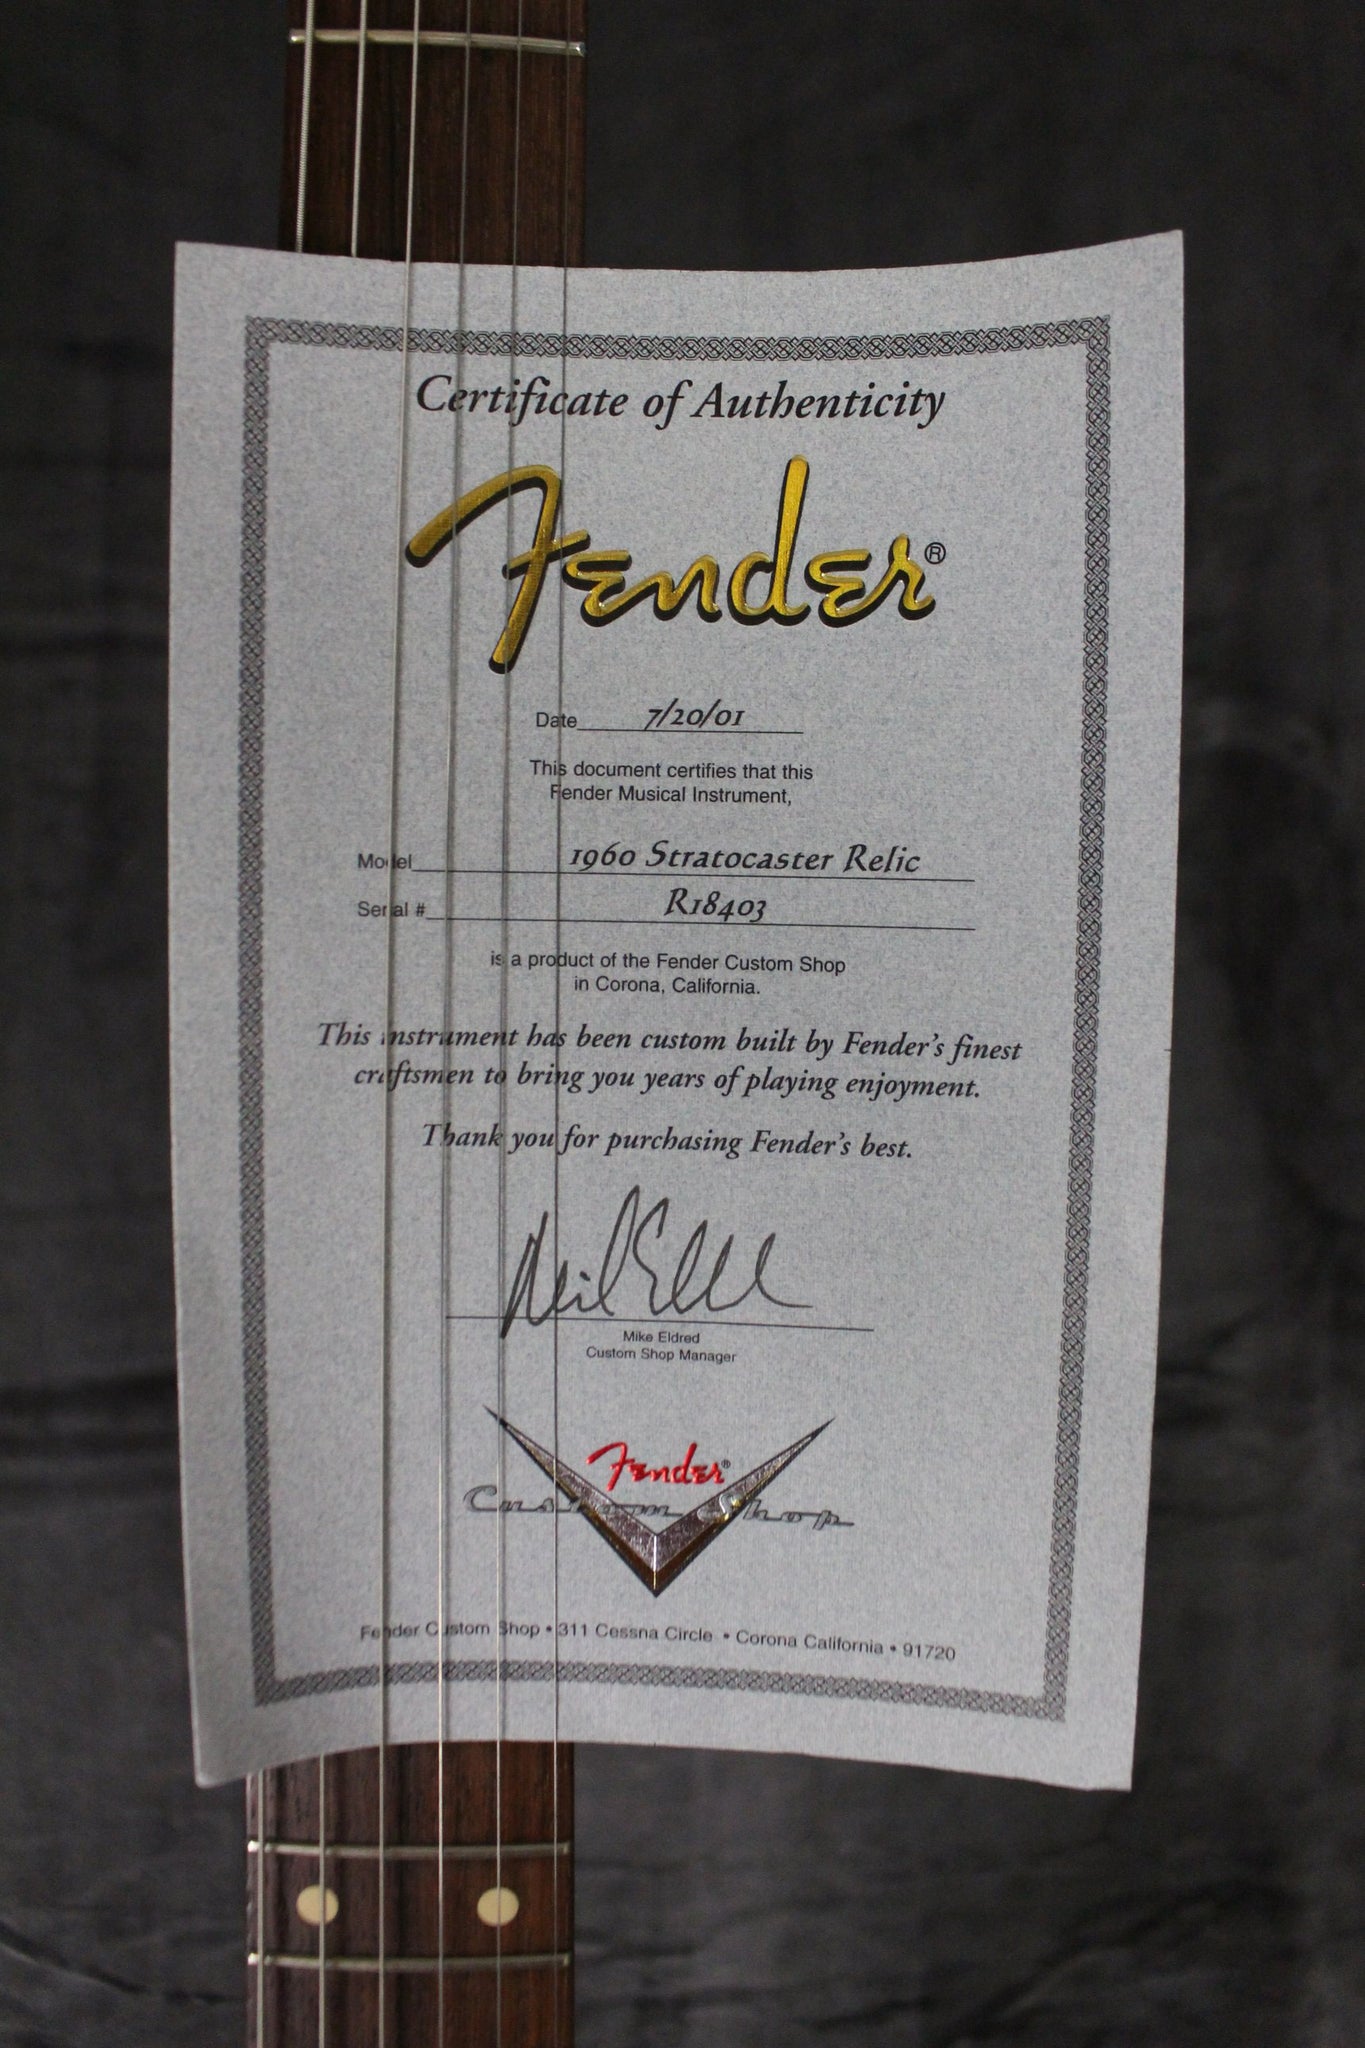 Certificate of Authenticity
Fender®
Date 7/20/01
This document certifies that this
Fender Musical Instrument,
Model 1960 Stratocaster Relic
Serial # R18403
is a product of the Fender Custom Shop
in Corona, California.
This instrument has been custom built by Fender's finest
craftsmen to bring you years of playing enjoyment.
Thank you for purchasing Fender's best.
Mike Eldred
Custom Shop Manager
Fender®
Custom Shop
Fender Custom Shop • 311 Cessna Circle • Corona California • 91720